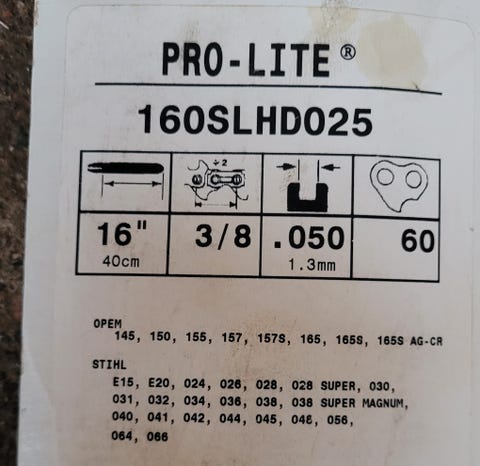 PRO-LITE®
160SLHD025
÷2
16" 3/8 .050 60
40cm 1.3mm
OPEM
145, 150, 155, 157, 157S, 165, 165S, 165S AG-CR
STIHL
E15, E20, 024, 026, 028, 028 SUPER, 030,
031, 032, 034, 036, 038, 038 SUPER MAGNUM,
040, 041, 042, 044, 045, 048, 056,
064, 066